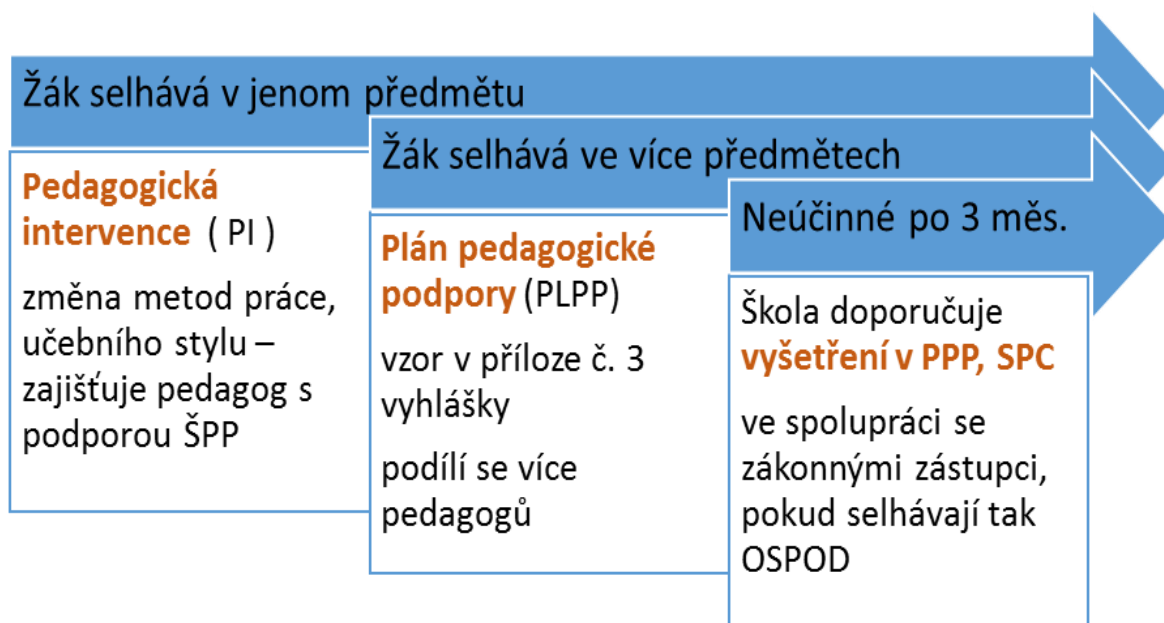 Žák selhává v jenom předmětu
Pedagogická
intervence ( PI )
změna metod práce,
učebního stylu –
zajišťuje pedagog s
podporou ŠPP
Žák selhává ve více předmětech
Plán pedagogické
podpory (PLPP)
vzor v příloze č. 3
vyhlášky
podílí se více
pedagogů
Neúčinné po 3 měs.
Škola doporučuje
vyšetření v PPP, SPC
ve spolupráci se
zákonnými zástupci,
pokud selhávají tak
OSPOD